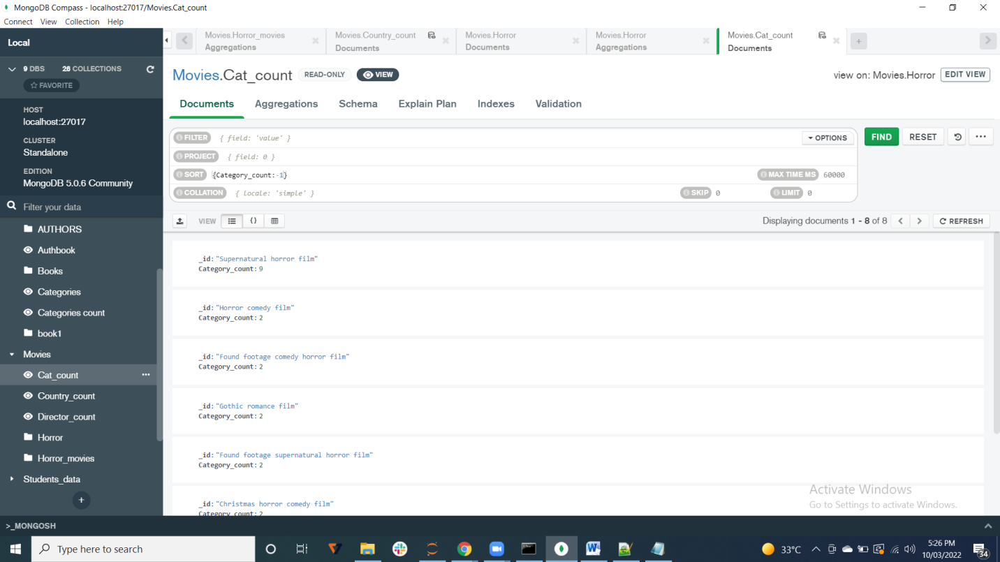 MongoDB Compass - localhost:27017/Movies.Cat_count
Connect View Collection Help
Local
9 DBS 26 COLLECTIONS
FAVORITE
HOST
localhost:27017
CLUSTER
Standalone
EDITION
MongoDB 5.0.6 Community
Filter your data
AUTHORS
Authbook
Books
Categories
Categories count
book1
Movies
Cat_count
Country_count
Director_count
Horror
Horror_movies
Students_data
Movies.Horror_movies
Aggregations
Movies.Country_count
Documents
Movies.Horror
Documents
Movies.Horror
Aggregations
Movies.Cat_count
Documents
Movies.Cat_count READ-ONLY VIEW
view on: Movies.Horror EDIT VIEW
Documents Aggregations Schema Explain Plan Indexes Validation
FILTER { field: 'value' } OPTIONS
FIND RESET
PROJECT { field: 0 }
SORT {Category_count:-1} MAX TIME MS 60000
COLLATION { locale: 'simple' } SKIP 0 LIMIT 0
VIEW {} Displaying documents 1 - 8 of 8 REFRESH
_id: "Supernatural horror film"
Category_count: 9
_id: "Horror comedy film"
Category_count: 2
_id: "Found footage comedy horror film"
Category_count: 2
_id: "Gothic romance film"
Category_count: 2
_id: "Found footage supernatural horror film"
Category_count: 2
_id: "Christmas horror comedy film"
Category_count: 2
Activate Windows
Go to Settings to activate Windows.
>_MONGOSH
Type here to search
33°C
5:26 PM
10/03/2022
34